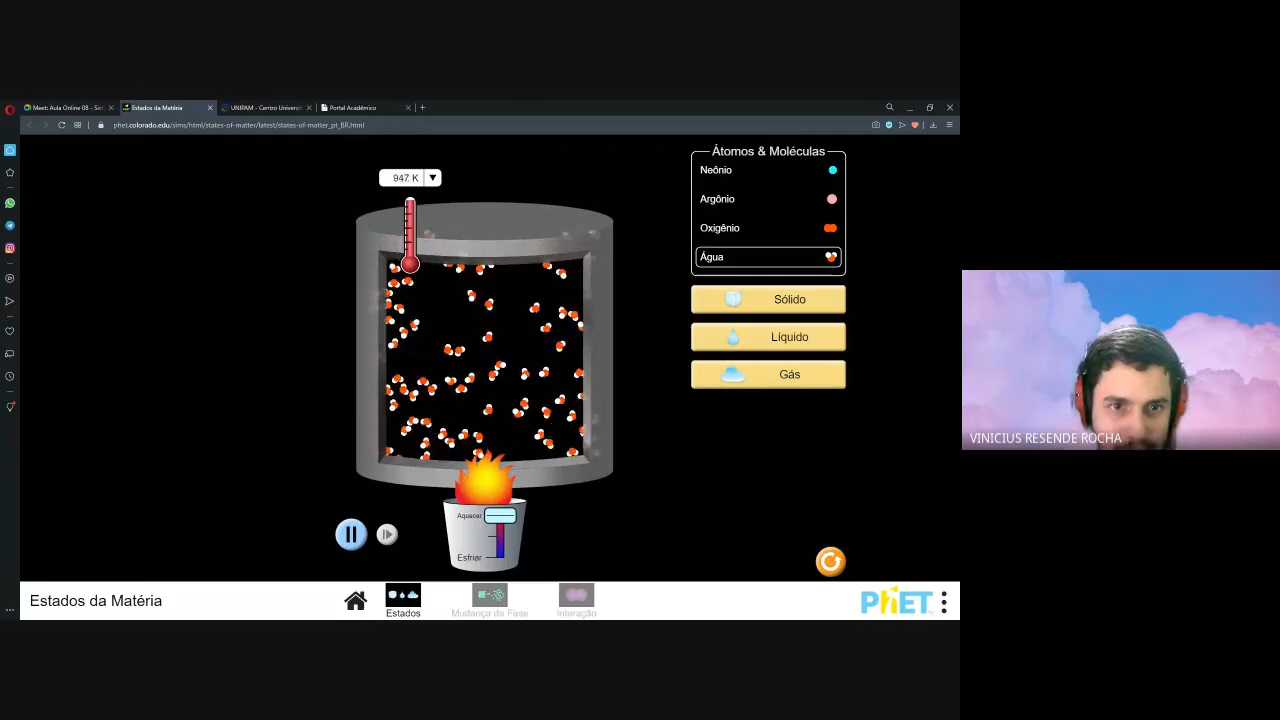 Meet: Aula Online 08 - Sis
Estados da Matéria
UNIPAM - Centro Universi
Portal Acadêmico
phet.colorado.edu/sims/html/states-of-matter/latest/states-of-matter_pt_BR.html
947 K
Átomos & Moléculas
Neônio
Argônio
Oxigênio
Água
Sólido
Líquido
Gás
VINICIUS RESENDE ROCHA
Aquecer
Esfriar
Estados da Matéria
Estados
Mudança de Fase
Interação
PhET